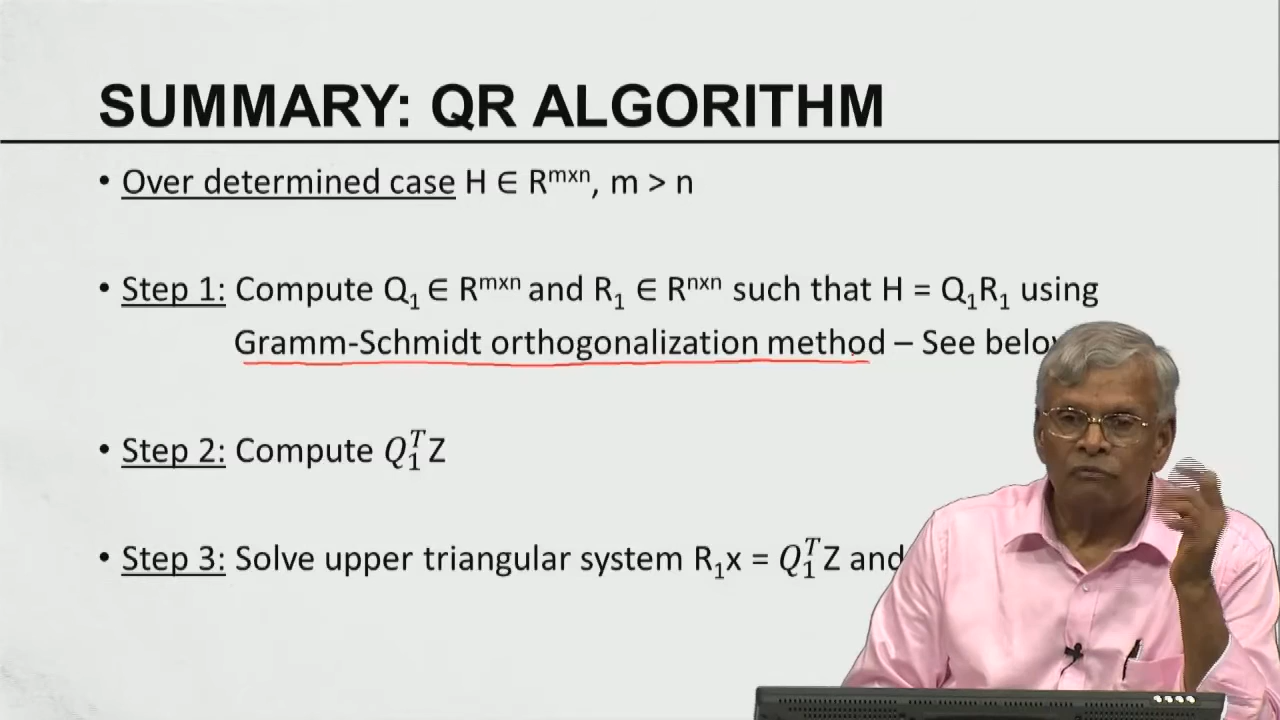 SUMMARY: QR ALGORITHM
• Over determined case H ∈ Rᵐˣⁿ, m > n
• Step 1: Compute Q₁ ∈ Rᵐˣⁿ and R₁ ∈ Rⁿˣⁿ such that H = Q₁R₁ using
Gramm-Schmidt orthogonalization method – See
• Step 2: Compute Q₁ᵀZ
• Step 3: Solve upper triangular system R₁x = Q₁ᵀZ and